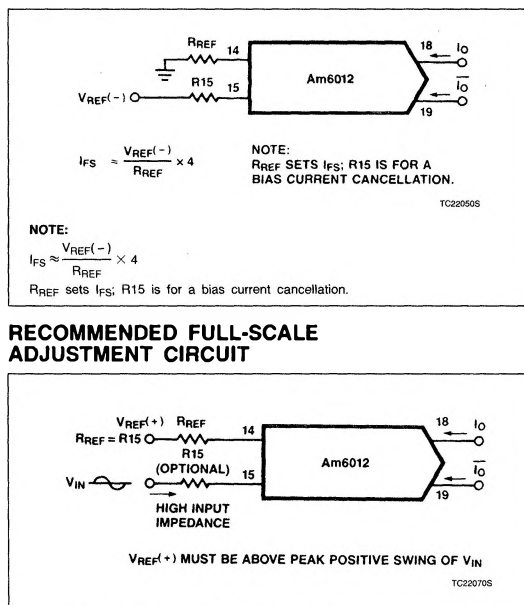 RREF 14
18 IO
Am6012
VREF(-) R15 15
IO
19
IFS ≈ VREF(-) / RREF × 4
NOTE:
RREF SETS IFS; R15 IS FOR A
BIAS CURRENT CANCELLATION.
TC22050S
NOTE:
IFS ≈ VREF(-) / RREF × 4
RREF sets IFS; R15 is for a bias current cancellation.
RECOMMENDED FULL-SCALE
ADJUSTMENT CIRCUIT
VREF(+) RREF 14
RREF = R15
18 IO
R15
(OPTIONAL)
Am6012
VIN 15
IO
19
HIGH INPUT
IMPEDANCE
VREF(+) MUST BE ABOVE PEAK POSITIVE SWING OF VIN
TC22070S